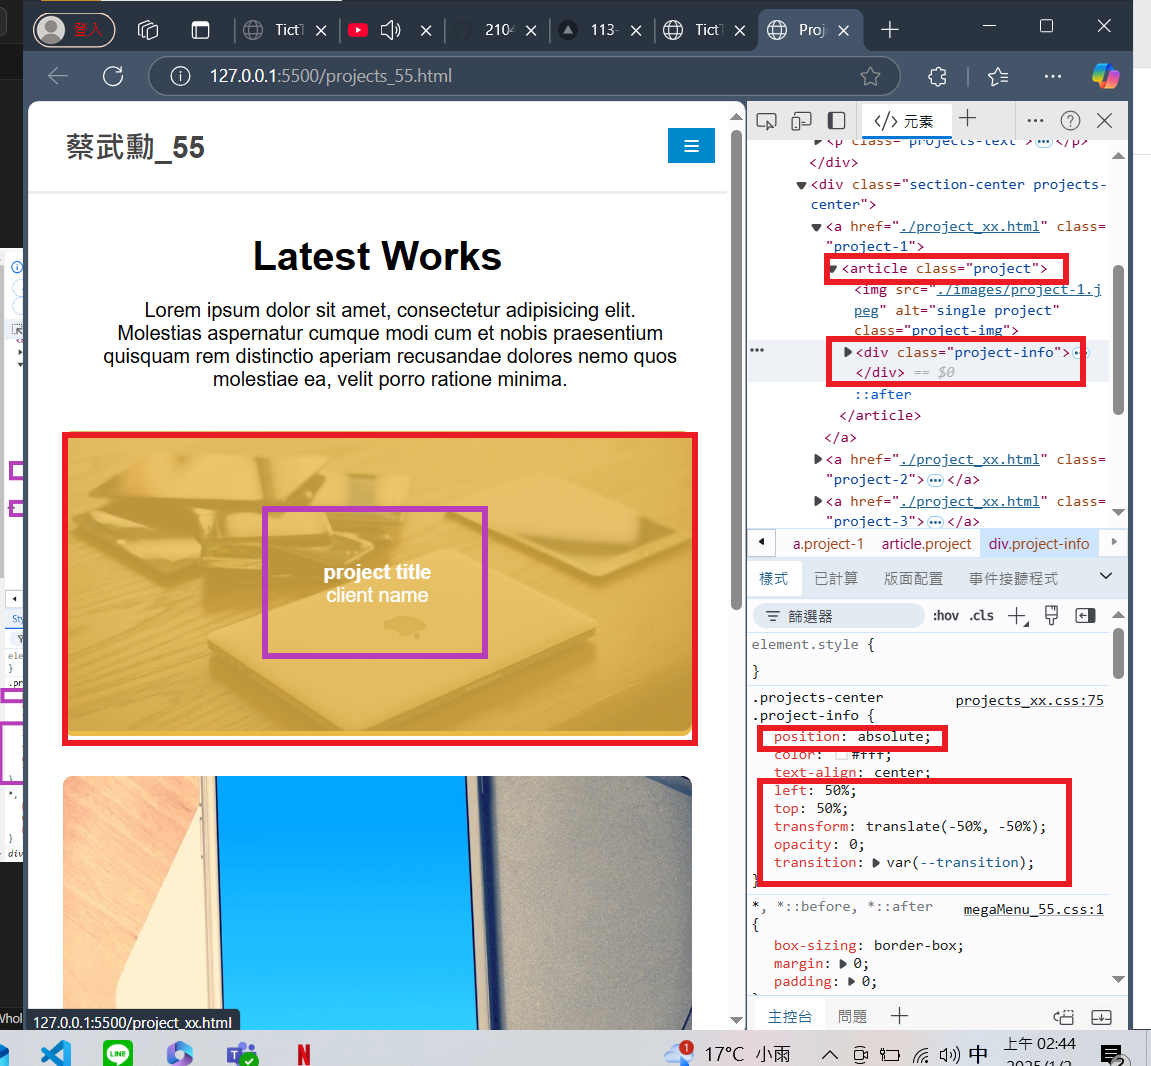 登入
TictT
2104
113-
TictT
Proj
127.0.0.1:5500/projects_55.html
蔡武勳_55
☰
Latest Works
Lorem ipsum dolor sit amet, consectetur adipisicing elit.
Molestias aspernatur cumque modi cum et nobis praesentium
quisquam rem distinctio aperiam recusandae dolores nemo quos
molestiae ea, velit porro ratione minima.
project title
client name
127.0.0.1:5500/project_xx.html
</> 元素
<p class="projects-text">…</p>
</div>
<div class="section-center projects-
center">
<a href="./project_xx.html" class=
"project-1">
<article class="project">
<img src="./images/project-1.j
peg" alt="single project"
class="project-img">
<div class="project-info">…
</div> == $0
::after
</article>
</a>
<a href="./project_xx.html" class=
"project-2">…</a>
<a href="./project_xx.html" class=
"project-3">…</a>
a.project-1 article.project div.project-info
樣式 已計算 版面配置 事件接聽程式
篩選器 :hov .cls
element.style {
}
.projects-center projects_xx.css:75
.project-info {
position: absolute;
color: #fff;
text-align: center;
left: 50%;
top: 50%;
transform: translate(-50%, -50%);
opacity: 0;
transition: var(--transition);
}
*, *::before, *::after megaMenu_55.css:1
{
box-sizing: border-box;
margin: 0;
padding: 0;
主控台 問題
1
17°C 小雨
中
上午 02:44
2